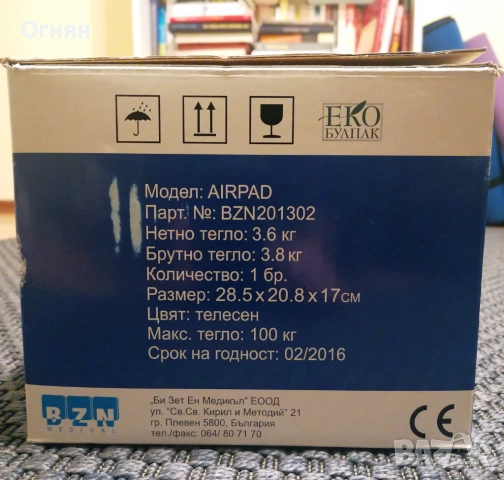 Огнян
ЕКО
БУЛПАК
Модел: AIRPAD
Парт. №: BZN201302
Нетно тегло: 3.6 кг
Брутно тегло: 3.8 кг
Количество: 1 бр.
Размер: 28.5 x 20.8 x 17см
Цвят: телесен
Макс. тегло: 100 кг
Срок на годност: 02/2016
BZN
MEDICAL
„Би Зет Ен Медикъл” ЕООД
ул. “Св.Св. Кирил и Методий” 21
гр. Плевен 5800, България
тел./факс: 064/ 80 71 70
CE
bazar